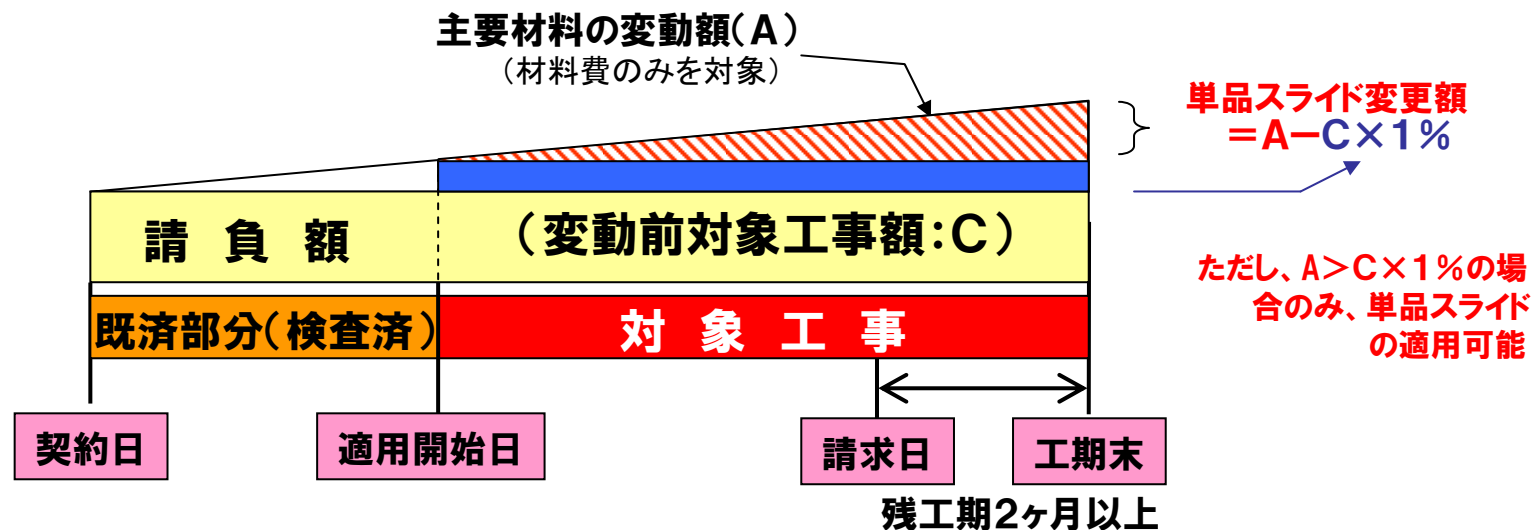 主要材料の変動額(A)
(材料費のみを対象)
単品スライド変更額
=A-C×1%
請負額
(変動前対象工事額:C)
ただし、A>C×1%の場
合のみ、単品スライド
の適用可能
既済部分(検査済)
対象工事
契約日
適用開始日
請求日
工期末
残工期2ヶ月以上